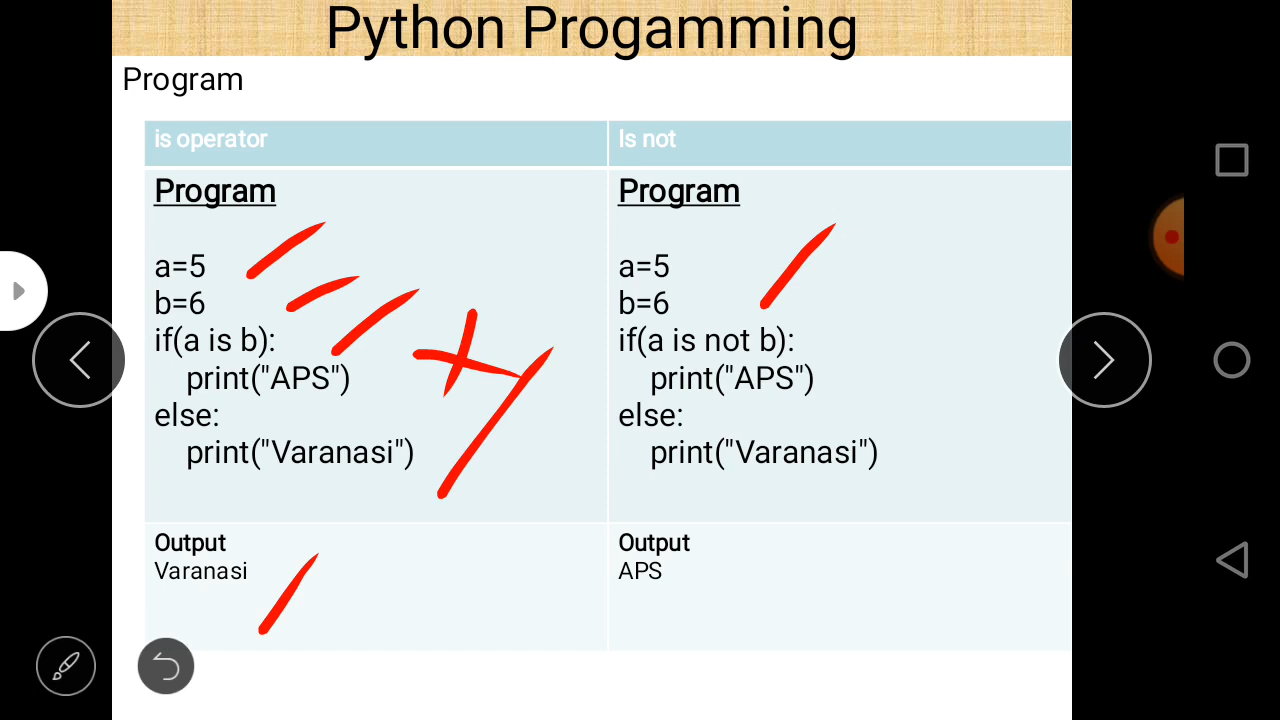 Python Progamming
Program
is operator
Is not
Program
a=5
b=6
if(a is b):
print("APS")
else:
print("Varanasi")
Program
a=5
b=6
if(a is not b):
print("APS")
else:
print("Varanasi")
Output
Varanasi
Output
APS